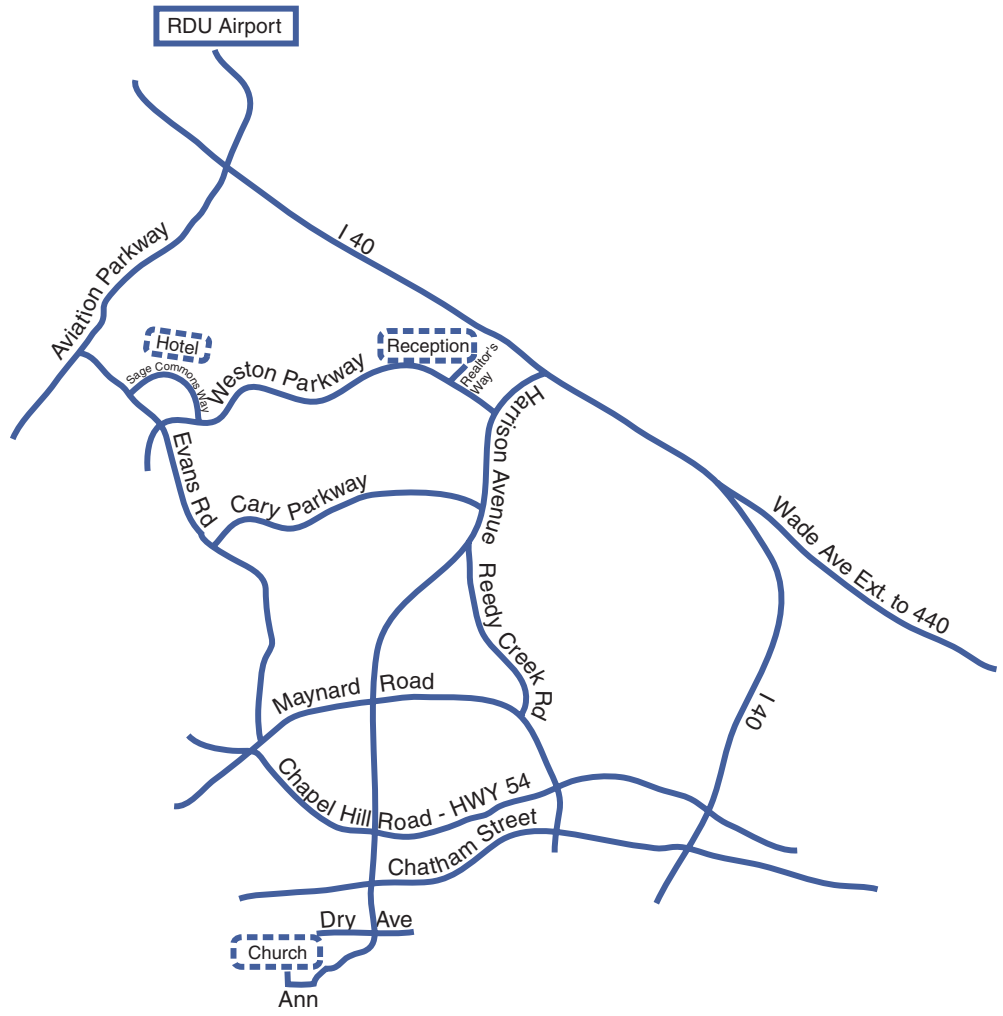 RDU Airport
I 40
Aviation Parkway
Hotel
Reception
Realtor's
Way
Sage Commons Way
Weston Parkway
Harrison Avenue
Evans Rd
Cary Parkway
Wade Ave Ext. to 440
Reedy Creek Rd
Maynard Road
I 40
Chapel Hill Road - HWY 54
Chatham Street
Dry Ave
Church
Ann